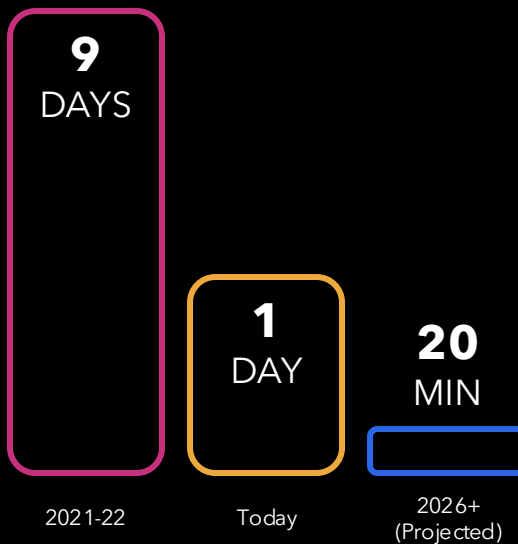 9
DAYS
1
DAY
20
MIN
2021-22
Today
2026+
(Projected)